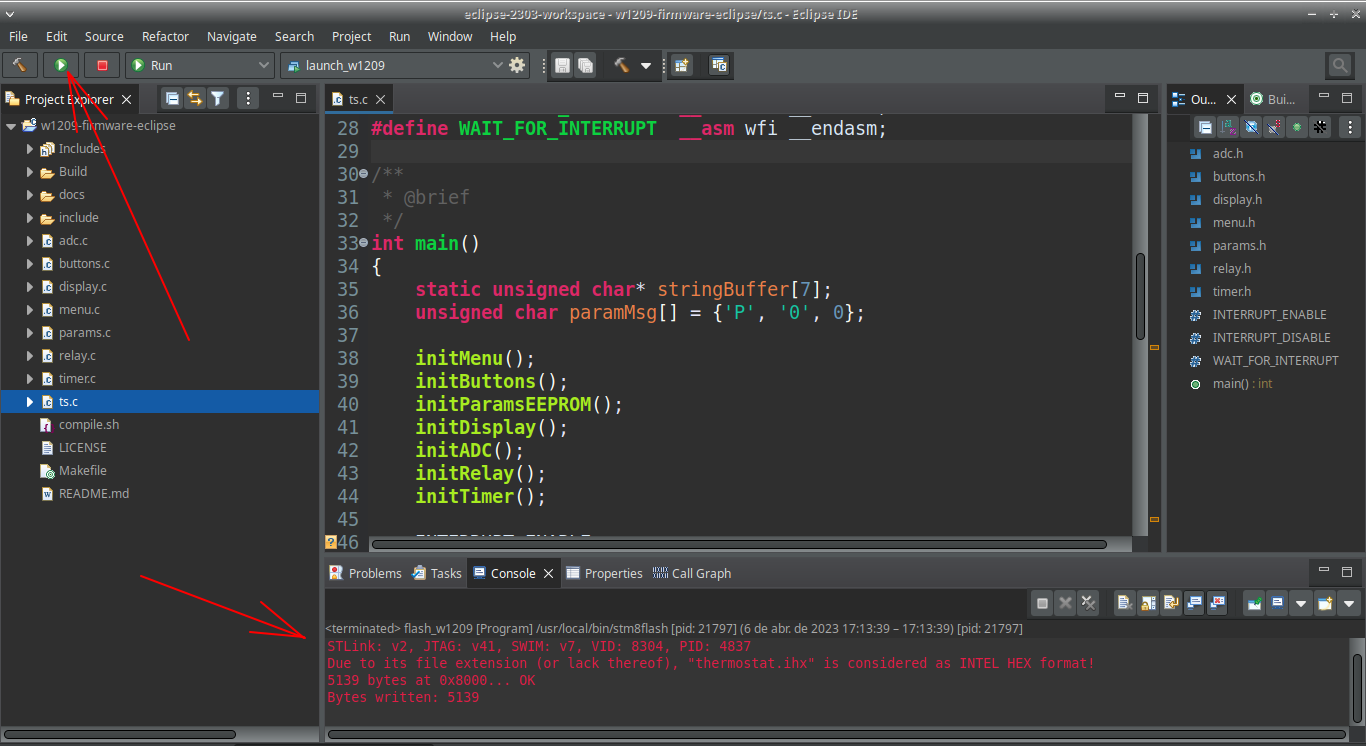 eclipse-2303-workspace - w1209-firmware-eclipse/ts.c - Eclipse IDE
File Edit Source Refactor Navigate Search Project Run Window Help
Run
launch_w1209
Project Explorer
w1209-firmware-eclipse
Includes
Build
docs
include
adc.c
buttons.c
display.c
menu.c
params.c
relay.c
timer.c
ts.c
compile.sh
LICENSE
Makefile
README.md
ts.c
28 #define WAIT_FOR_INTERRUPT __asm wfi __endasm;
29
30 /**
31 * @brief
32 */
33 int main()
34 {
35 static unsigned char* stringBuffer[7];
36 unsigned char paramMsg[] = {'P', '0', 0};
37
38 initMenu();
39 initButtons();
40 initParamsEEPROM();
41 initDisplay();
42 initADC();
43 initRelay();
44 initTimer();
45
46
Ou... Bui...
adc.h
buttons.h
display.h
menu.h
params.h
relay.h
timer.h
INTERRUPT_ENABLE
INTERRUPT_DISABLE
WAIT_FOR_INTERRUPT
main() : int
Problems Tasks Console Properties Call Graph
<terminated> flash_w1209 [Program] /usr/local/bin/stm8flash [pid: 21797] (6 de abr. de 2023 17:13:39 – 17:13:39) [pid: 21797]
STLink: v2, JTAG: v41, SWIM: v7, VID: 8304, PID: 4837
Due to its file extension (or lack thereof), "thermostat.ihx" is considered as INTEL HEX format!
5139 bytes at 0x8000... OK
Bytes written: 5139